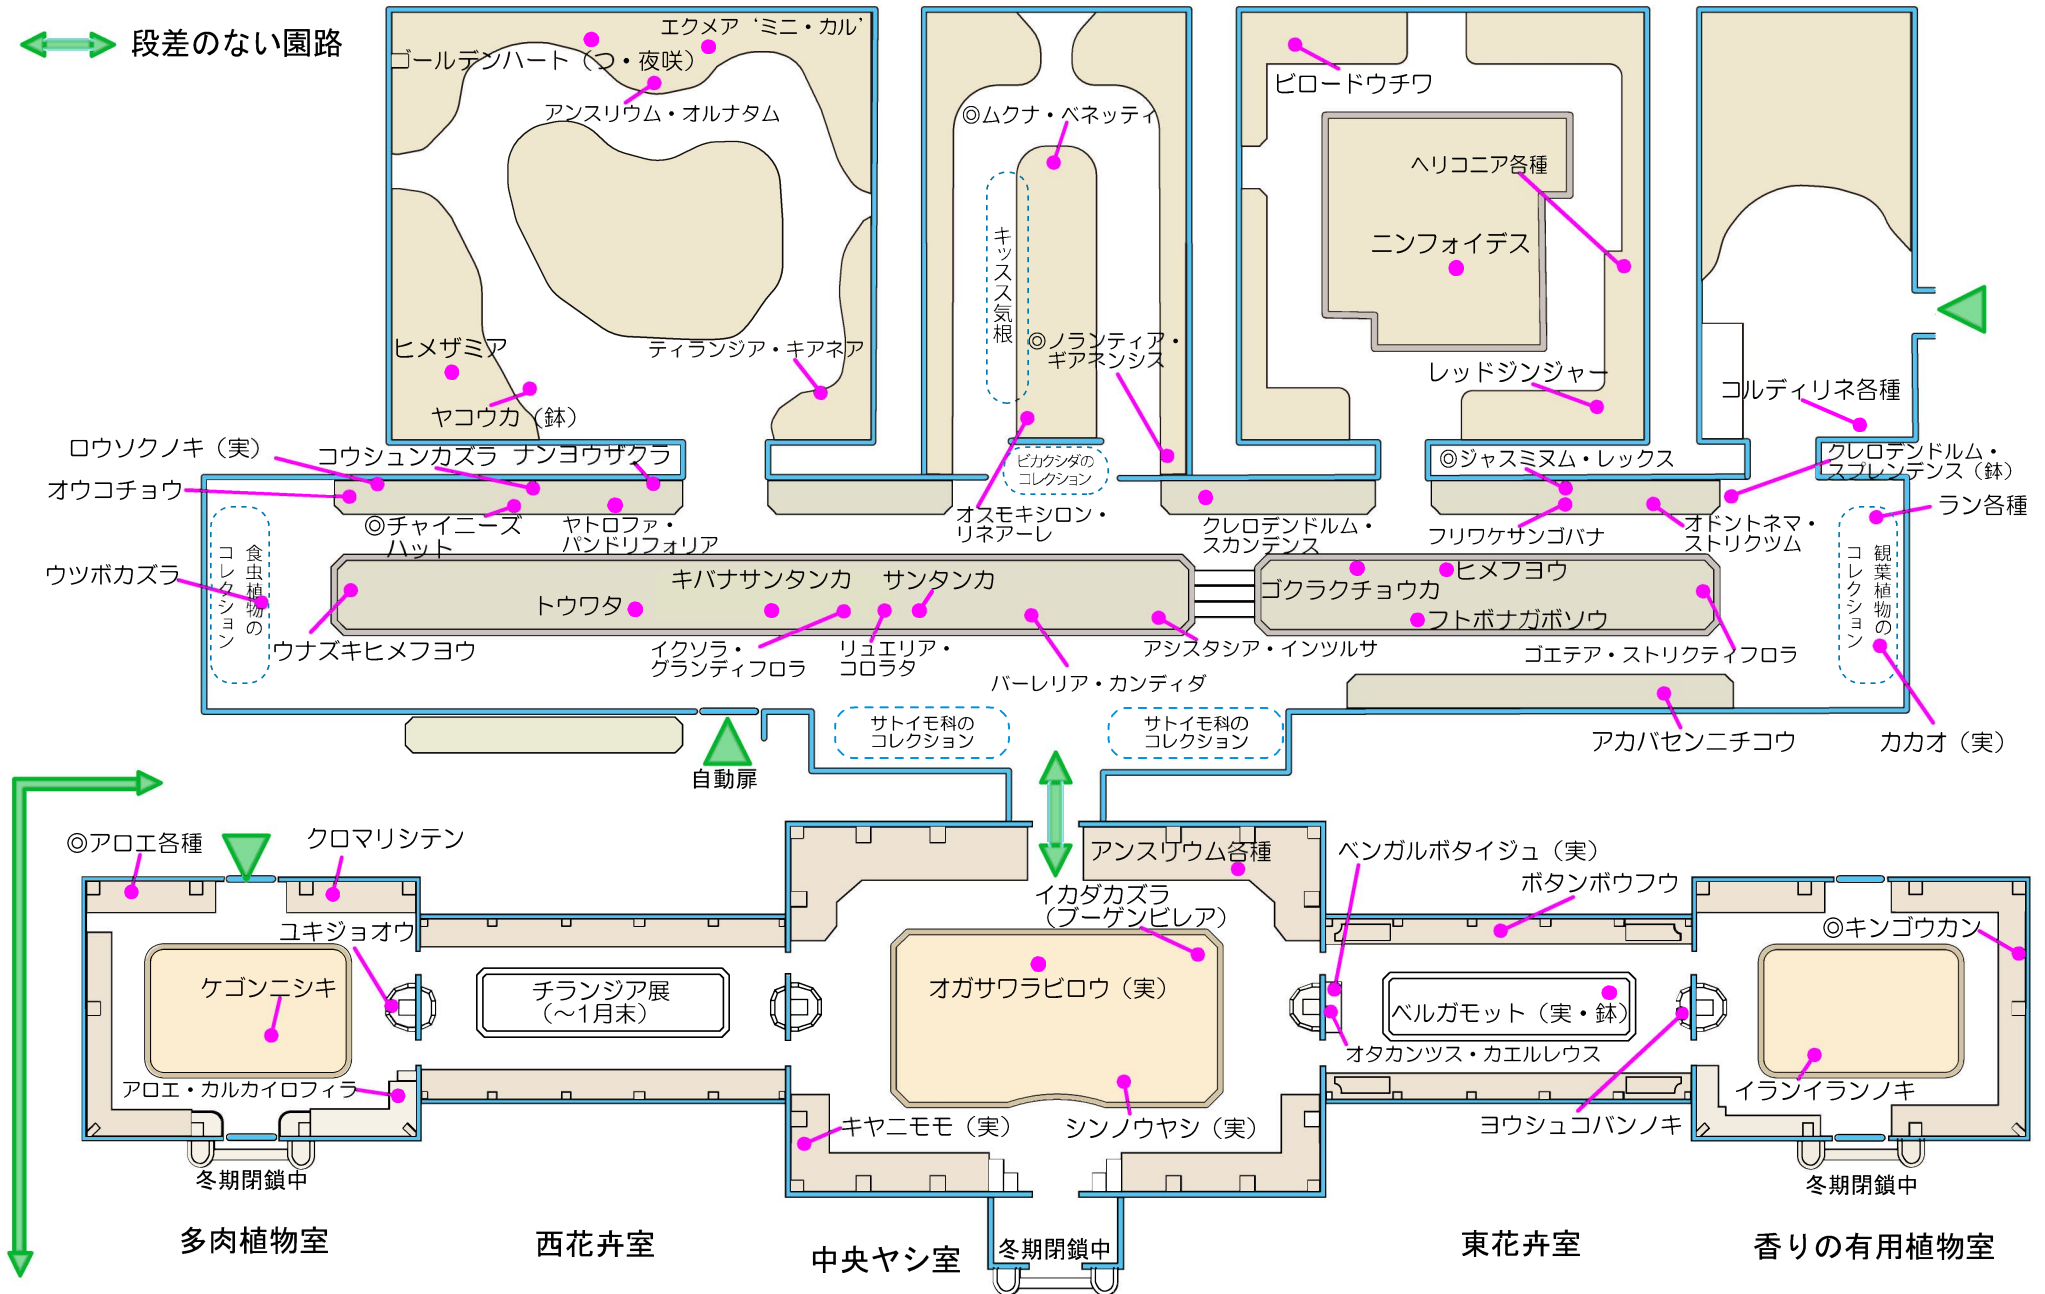 段差のない園路
エクメア‘ミニ・カル’
ゴールデンハート（つ・夜咲）
アンスリウム・オルナタム
◎ムクナ・ベネッティ
キッスス気根
ビロードウチワ
ヘリコニア各種
ニンフォイデス
ヒメザミア
ヤコウカ（鉢）
ティランジア・キアネア
◎ノランティア・
ギアネンシス
レッドジンジャー
コルディリネ各種
ロウソクノキ（実）
コウシュンカズラ
ナンヨウザクラ
オウコチョウ
◎チャイニーズ
ハット
ヤトロファ・
パンドリフォリア
ビカクシダの
コレクション
オスモキシロン・
リネアーレ
クレロデンドルム・
スカンデンス
◎ジャスミヌム・レックス
フリワケサンゴバナ
オドントネマ・
ストリクツム
クレロデンドルム・
スプレンデンス（鉢）
ラン各種
ウツボカズラ
食虫植物の
コレクション
ウナズキヒメフヨウ
トウワタ
キバナサンタンカ
サンタンカ
イクソラ・
グランディフロラ
リュエリア・
コロラタ
バーレリア・カンディダ
アシスタシア・インツルサ
ゴクラクチョウカ
ヒメフヨウ
フトボナガボソウ
ゴエテア・ストリクティフロラ
観葉植物の
コレクション
アカバセンニチコウ
カカオ（実）
サトイモ科の
コレクション
サトイモ科の
コレクション
自動扉
◎アロエ各種
クロマリシテン
ユキジョオウ
ケゴンニシキ
アロエ・カルカイロフィラ
冬期閉鎖中
チランジア展
（～1月末）
アンスリウム各種
イカダカズラ
（ブーゲンビレア）
オガサワラビロウ（実）
キヤニモモ（実）
シンノウヤシ（実）
冬期閉鎖中
ベンガルボタイジュ（実）
ボタンボウフウ
ベルガモット（実・鉢）
オタカンツス・カエルレウス
ヨウシュコバンノキ
◎キンゴウカン
イランイランノキ
冬期閉鎖中
多肉植物室
西花卉室
中央ヤシ室
東花卉室
香りの有用植物室